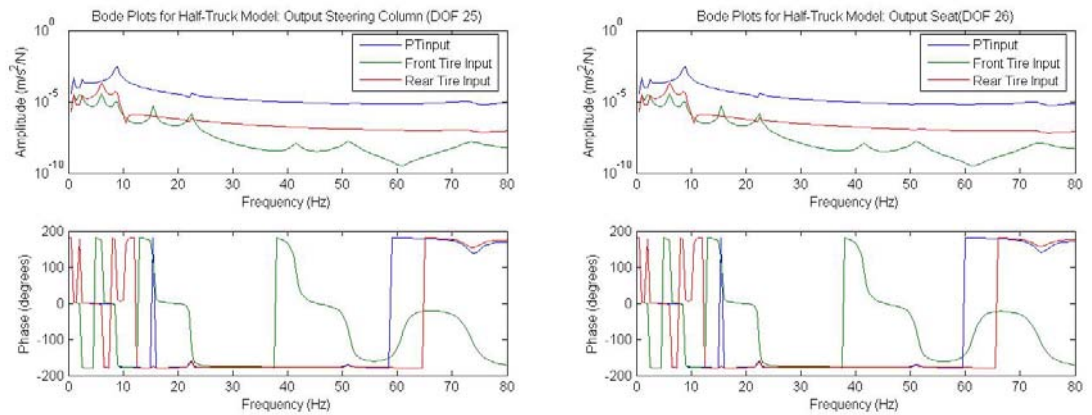 Bode Plots for Half-Truck Model: Output Steering Column (DOF 25)
10^0
10^-5
10^-10
Amplitude (m/s^2/N)
PTinput
Front Tire Input
Rear Tire Input
0 10 20 30 40 50 60 70 80
Frequency (Hz)
200
100
0
-100
-200
Phase (degrees)
0 10 20 30 40 50 60 70 80
Frequency (Hz)
Bode Plots for Half-Truck Model: Output Seat(DOF 26)
10^0
10^-5
10^-10
Amplitude (m/s^2/N)
PTinput
Front Tire Input
Rear Tire Input
0 10 20 30 40 50 60 70 80
Frequency (Hz)
200
100
0
-100
-200
Phase (degrees)
0 10 20 30 40 50 60 70 80
Frequency (Hz)